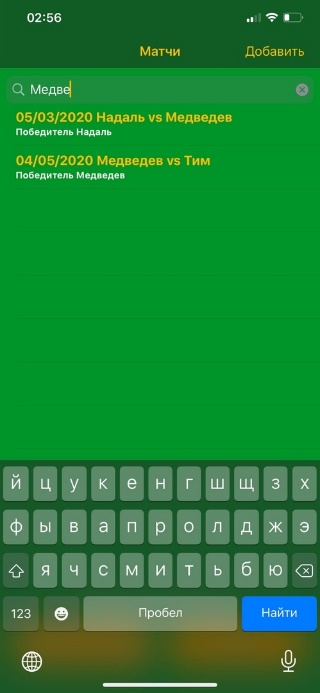 02:56
Матчи Добавить
Медве
05/03/2020 Надаль vs Медведев
Победитель Надаль
04/05/2020 Медведев vs Тим
Победитель Медведев
й ц у к е н г ш щ з х
ф ы в а п р о л д ж э
я ч с м и т ь б ю
123 Пробел Найти